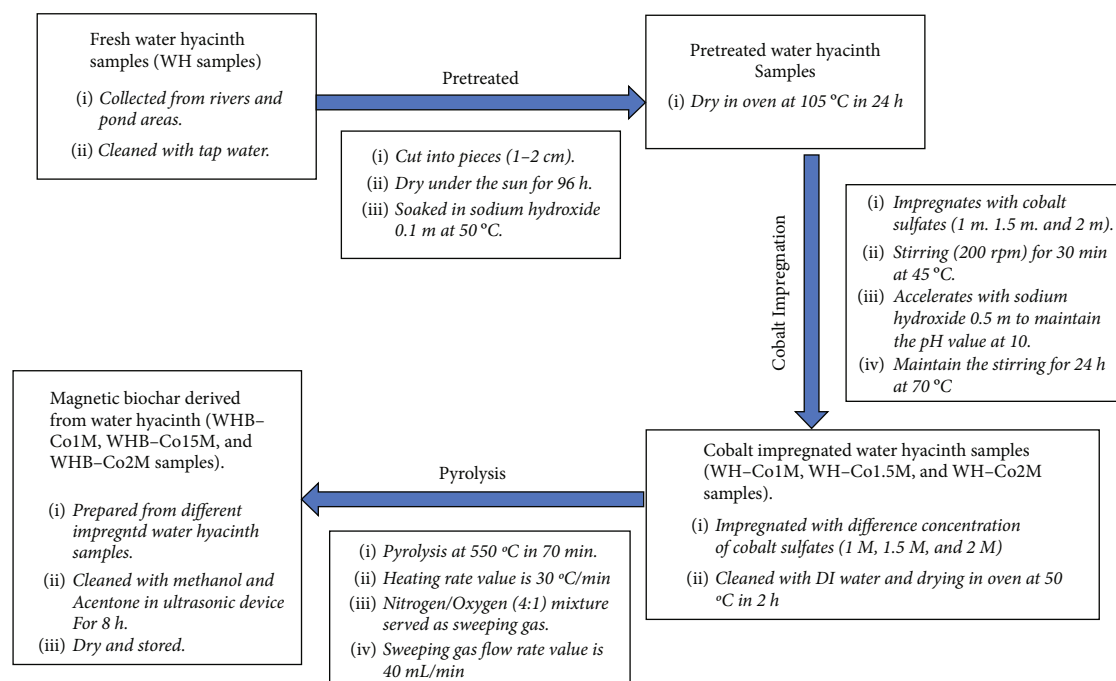 Fresh water hyacinth
samples (WH samples)
(i) Collected from rivers and
pond areas.
(ii) Cleaned with tap water.
Pretreated
(i) Cut into pieces (1–2 cm).
(ii) Dry under the sun for 96 h.
(iii) Soaked in sodium hydroxide
0.1 m at 50 °C.
Pretreated water hyacinth
Samples
(i) Dry in oven at 105 °C in 24 h
Cobalt Impregnation
(i) Impregnates with cobalt
sulfates (1 m. 1.5 m. and 2 m).
(ii) Stirring (200 rpm) for 30 min
at 45 °C.
(iii) Accelerates with sodium
hydroxide 0.5 m to maintain
the pH value at 10.
(iv) Maintain the stirring for 24 h
at 70 °C
Cobalt impregnated water hyacinth samples
(WH–Co1M, WH–Co1.5M, and WH–Co2M
samples).
(i) Impregnated with difference concentration
of cobalt sulfates (1 M, 1.5 M, and 2 M)
(ii) Cleaned with DI water and drying in oven at 50
°C in 2 h
Pyrolysis
(i) Pyrolysis at 550 °C in 70 min.
(ii) Heating rate value is 30 °C/min
(iii) Nitrogen/Oxygen (4:1) mixture
served as sweeping gas.
(iv) Sweeping gas flow rate value is
40 mL/min
Magnetic biochar derived
from water hyacinth (WHB–
Co1M, WHB–Co15M, and
WHB–Co2M samples).
(i) Prepared from different
impregntd water hyacinth
samples.
(ii) Cleaned with methanol and
Acentone in ultrasonic device
For 8 h.
(iii) Dry and stored.